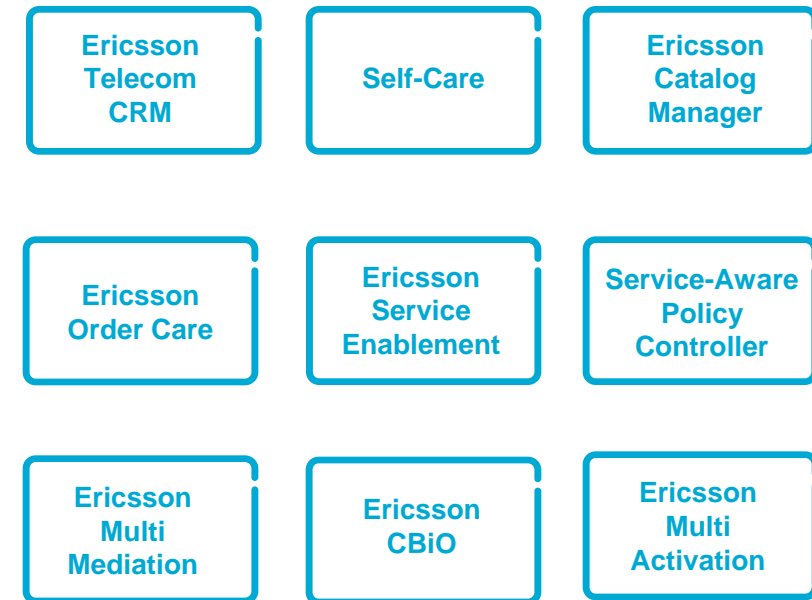 Ericsson
Telecom
CRM
Self-Care
Ericsson
Catalog
Manager
Ericsson
Order Care
Ericsson
Service
Enablement
Service-Aware
Policy
Controller
Ericsson
Multi
Mediation
Ericsson
CBiO
Ericsson
Multi
Activation